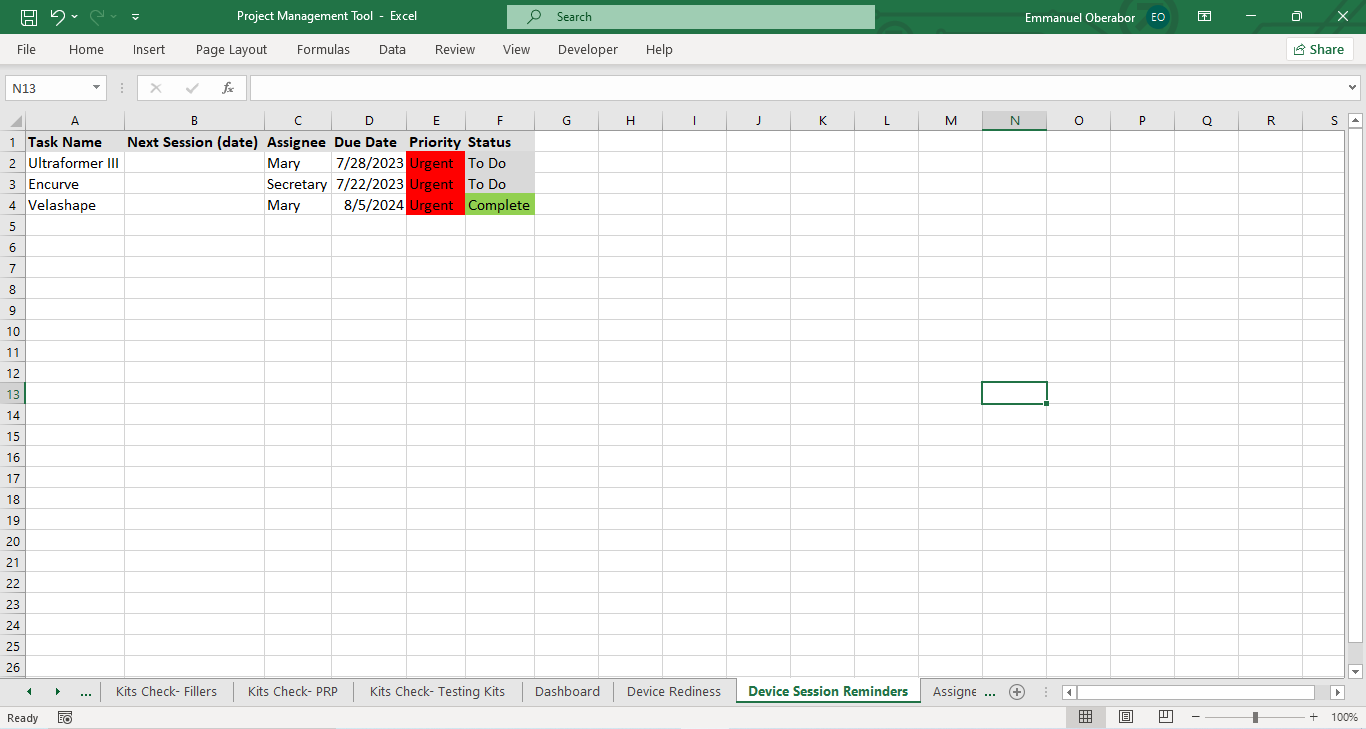 Project Management Tool - Excel
Search
Emmanuel Oberabor EO
File Home Insert Page Layout Formulas Data Review View Developer Help Share
N13 fx
A B C D E F G H I J K L M N O P Q R S
1 Task Name Next Session (date) Assignee Due Date Priority Status
2 Ultraformer III Mary 7/28/2023 Urgent To Do
3 Encurve Secretary 7/22/2023 Urgent To Do
4 Velashape Mary 8/5/2024 Urgent Complete
5
6
7
8
9
10
11
12
13
14
15
16
17
18
19
20
21
22
23
24
25
26
... Kits Check- Fillers Kits Check- PRP Kits Check- Testing Kits Dashboard Device Rediness Device Session Reminders Assigne ...
Ready 100%